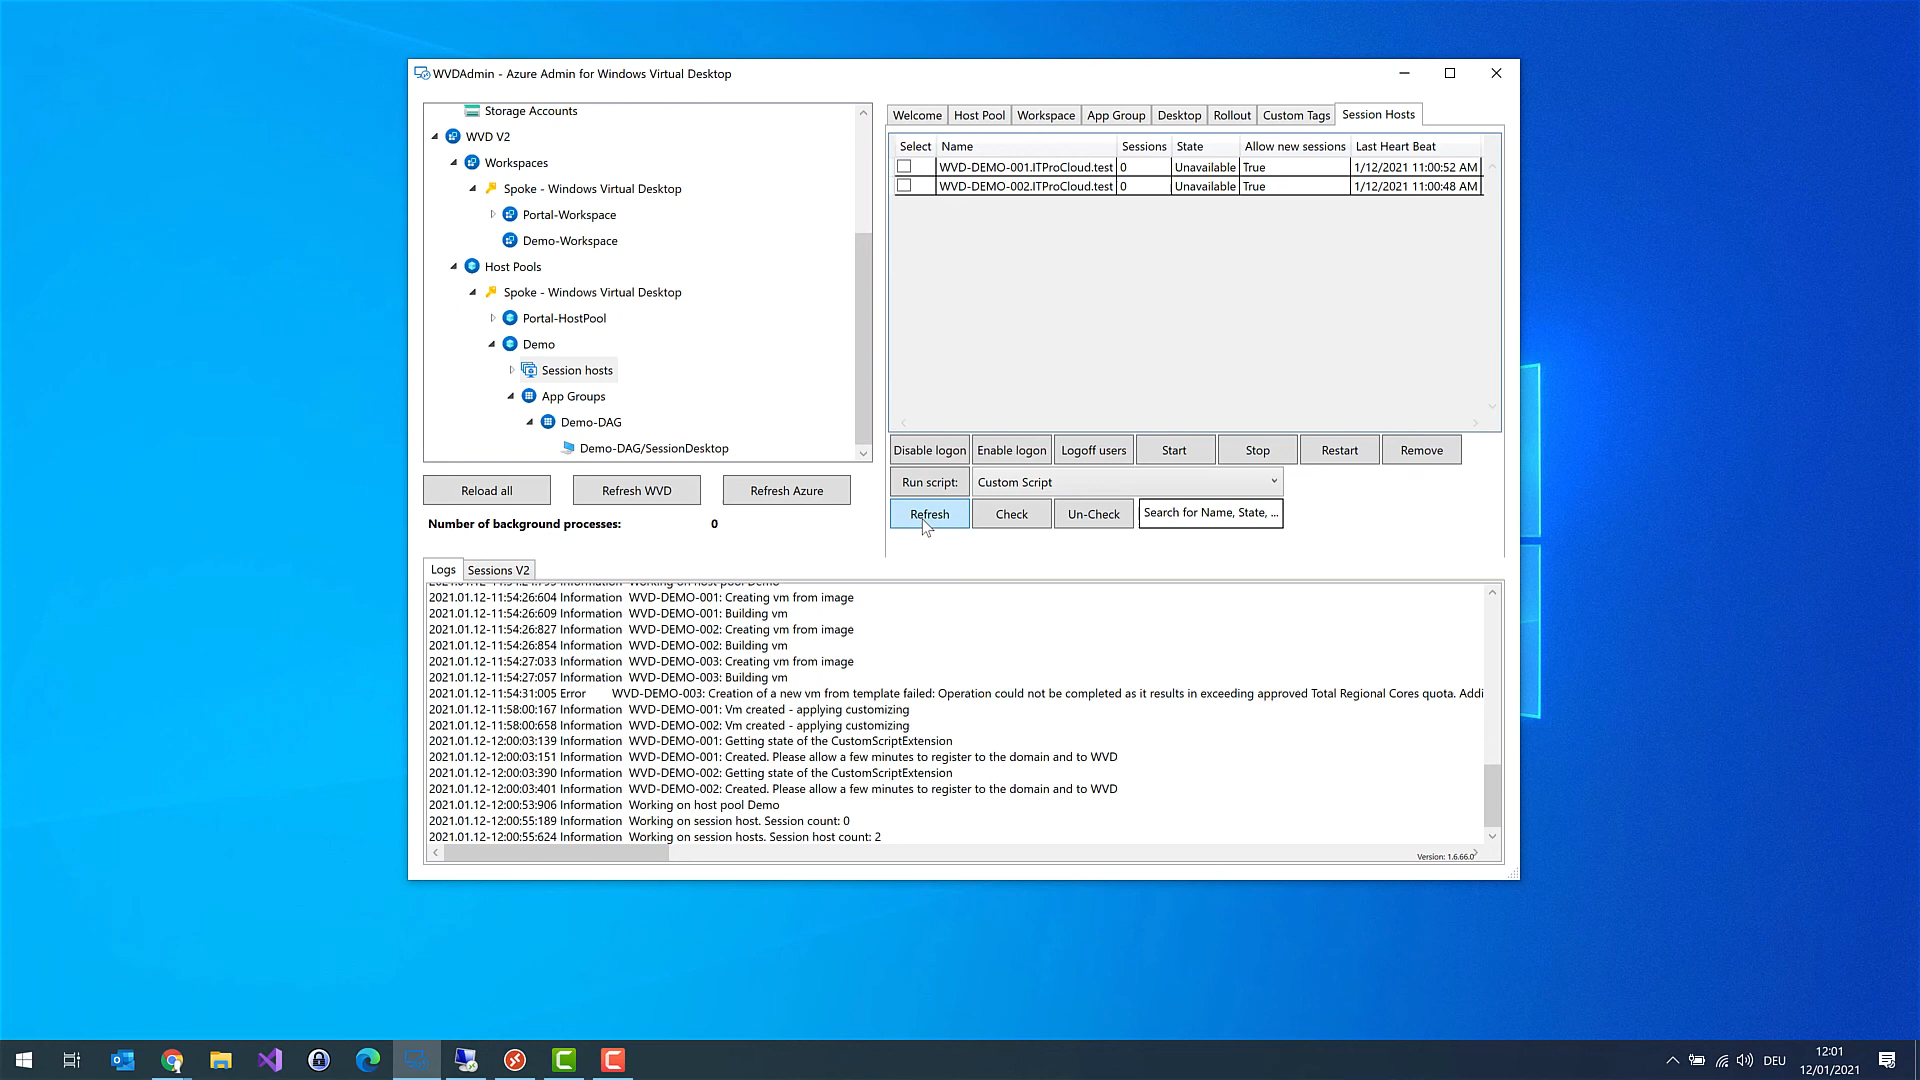 WVDAdmin - Azure Admin for Windows Virtual Desktop
Storage Accounts
WVD V2
Workspaces
Spoke - Windows Virtual Desktop
Portal-Workspace
Demo-Workspace
Host Pools
Spoke - Windows Virtual Desktop
Portal-HostPool
Demo
Session hosts
App Groups
Demo-DAG
Demo-DAG/SessionDesktop
Reload all
Refresh WVD
Refresh Azure
Number of background processes: 0
Welcome Host Pool Workspace App Group Desktop Rollout Custom Tags Session Hosts
Select Name Sessions State Allow new sessions Last Heart Beat
WVD-DEMO-001.ITProCloud.test 0 Unavailable True 1/12/2021 11:00:52 AM
WVD-DEMO-002.ITProCloud.test 0 Unavailable True 1/12/2021 11:00:48 AM
Disable logon Enable logon Logoff users Start Stop Restart Remove
Run script: Custom Script
Refresh Check Un-Check Search for Name, State, ...
Logs Sessions V2
2021.01.12-11:54:26:604 Information WVD-DEMO-001: Creating vm from image
2021.01.12-11:54:26:609 Information WVD-DEMO-001: Building vm
2021.01.12-11:54:26:827 Information WVD-DEMO-002: Creating vm from image
2021.01.12-11:54:26:854 Information WVD-DEMO-002: Building vm
2021.01.12-11:54:27:033 Information WVD-DEMO-003: Creating vm from image
2021.01.12-11:54:27:057 Information WVD-DEMO-003: Building vm
2021.01.12-11:54:31:005 Error WVD-DEMO-003: Creation of a new vm from template failed: Operation could not be completed as it results in exceeding approved Total Regional Cores quota. Addi
2021.01.12-11:58:00:167 Information WVD-DEMO-001: Vm created - applying customizing
2021.01.12-11:58:00:658 Information WVD-DEMO-002: Vm created - applying customizing
2021.01.12-12:00:03:139 Information WVD-DEMO-001: Getting state of the CustomScriptExtension
2021.01.12-12:00:03:151 Information WVD-DEMO-001: Created. Please allow a few minutes to register to the domain and to WVD
2021.01.12-12:00:03:390 Information WVD-DEMO-002: Getting state of the CustomScriptExtension
2021.01.12-12:00:03:401 Information WVD-DEMO-002: Created. Please allow a few minutes to register to the domain and to WVD
2021.01.12-12:00:53:906 Information Working on host pool Demo
2021.01.12-12:00:55:189 Information Working on session host. Session count: 0
2021.01.12-12:00:55:624 Information Working on session hosts. Session host count: 2
Version: 1.6.66.0
DEU
12:01
12/01/2021